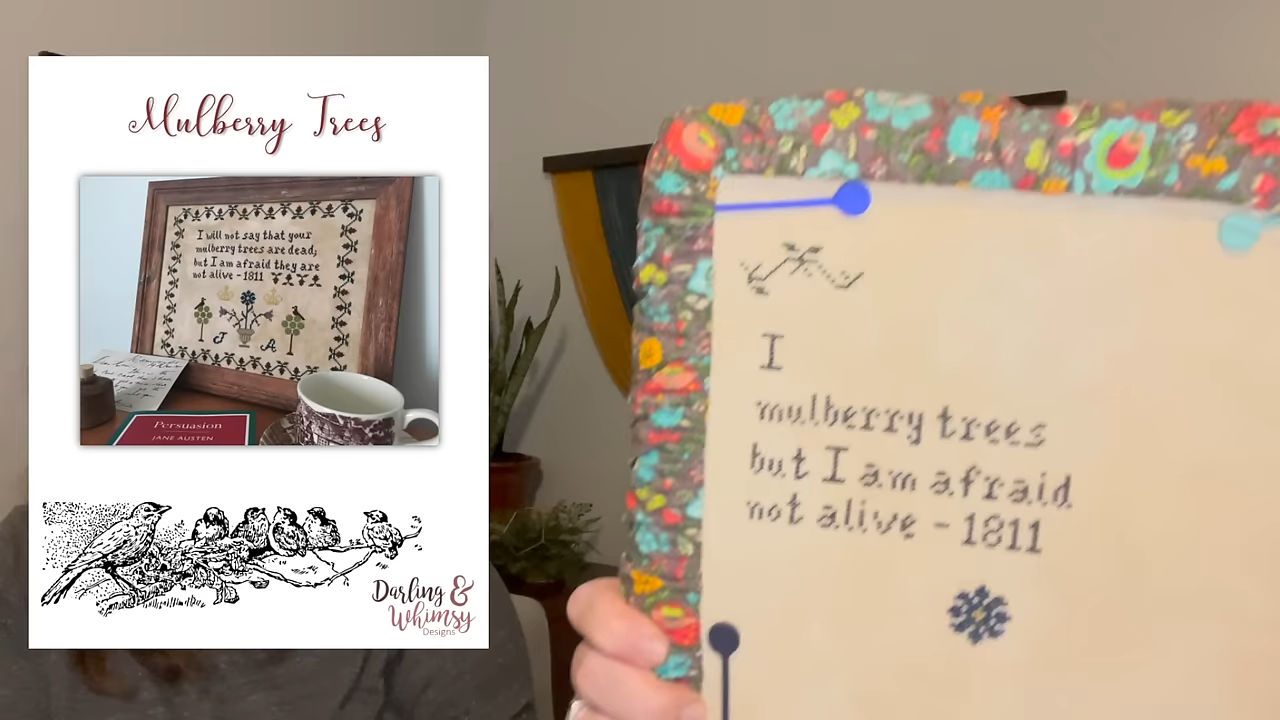 Mulberry Trees
I will not say that your
mulberry trees are dead;
but I am afraid they are
not alive - 1811
J A
Persuasion
JANE AUSTEN
Darling &
Whimsy
Designs
I
mulberry trees
but I am afraid
not alive - 1811